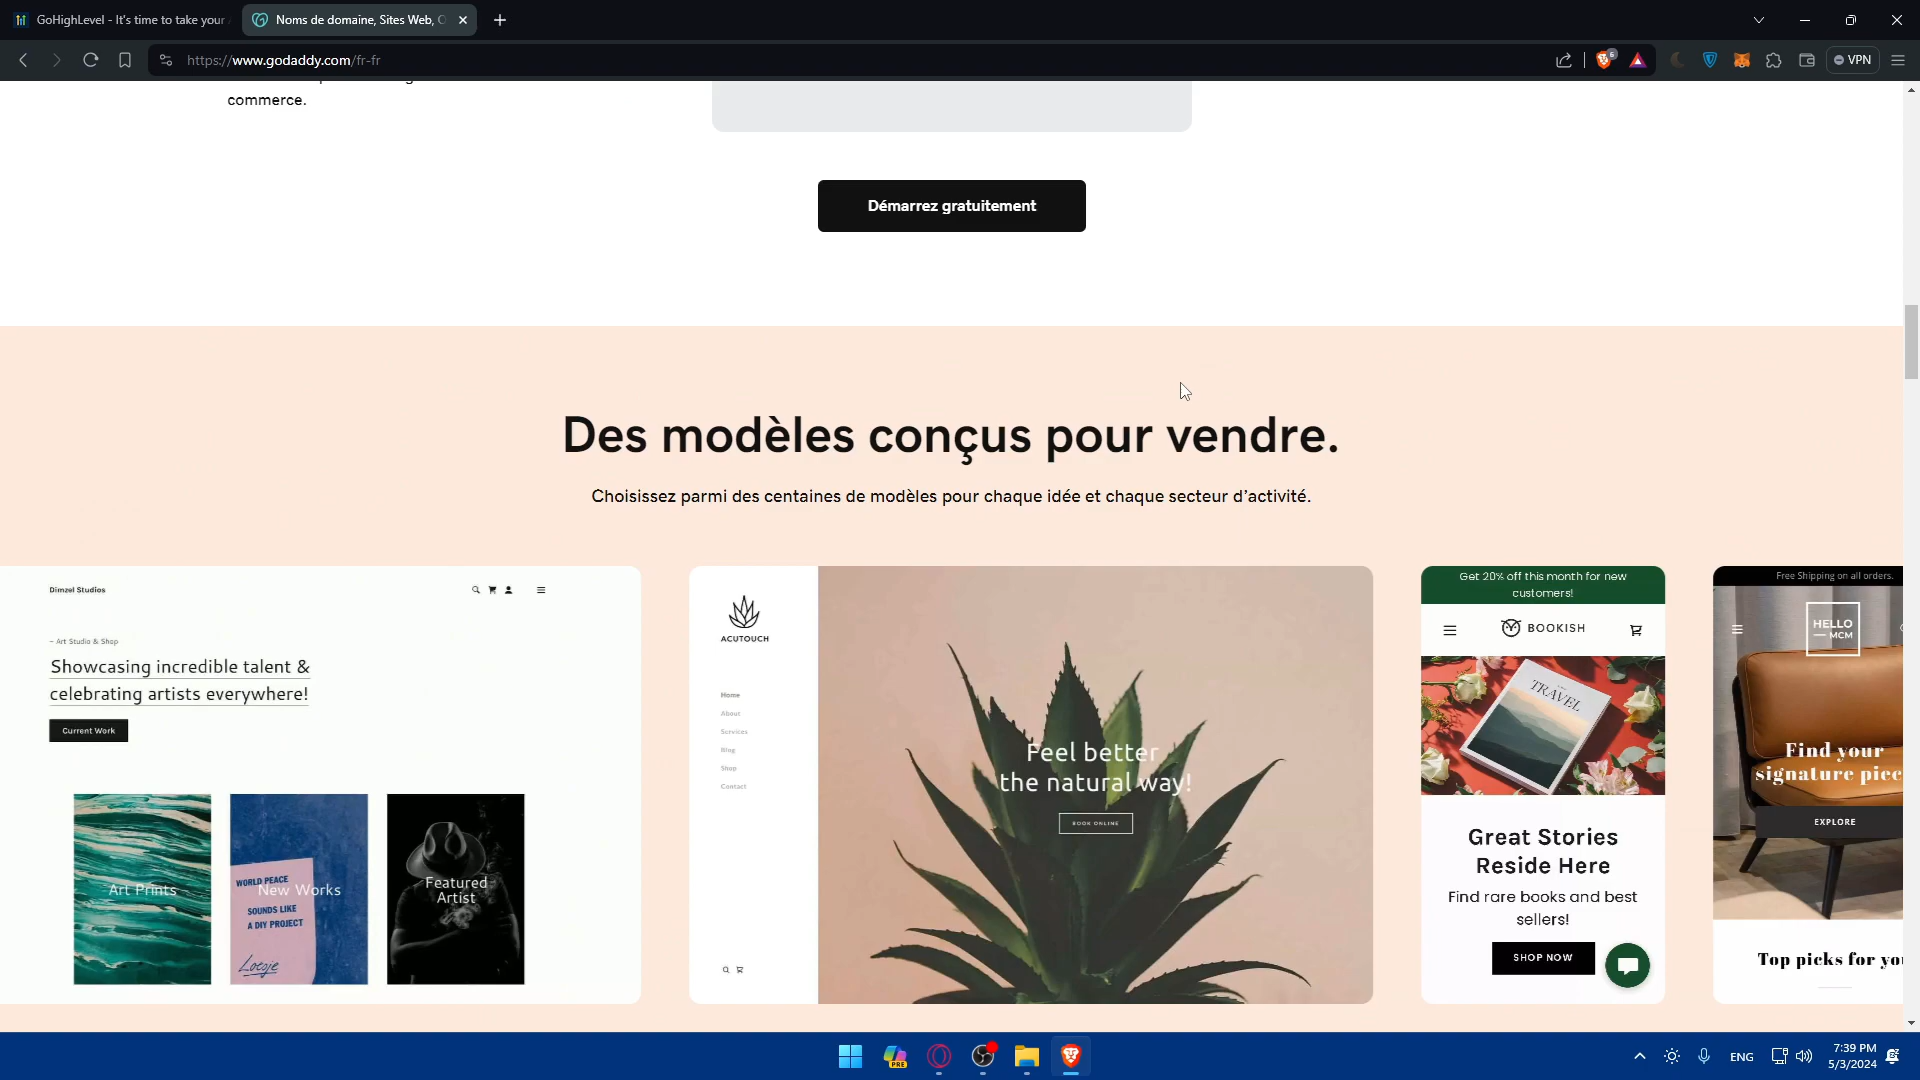 GoHighLevel - It's time to take your
Noms de domaine, Sites Web,
https://www.godaddy.com/fr-fr
6
VPN
commerce.
Démarrez gratuitement
Des modèles conçus pour vendre.
Choisissez parmi des centaines de modèles pour chaque idée et chaque secteur d'activité.
Dimzel Studios
~ Art Studio & Shop
Showcasing incredible talent &
celebrating artists everywhere!
Current Work
Art Prints
WORLD PEACE
New Works
SOUNDS LIKE
A DIY PROJECT
Loesje
Featured
Artist
ACUTOUCH
Home
About
Services
Blog
Shop
Contact
Feel better
the natural way!
BOOK ONLINE
Get 20% off this month for new
customers!
BOOKISH
TRAVEL
Great Stories
Reside Here
Find rare books and best
sellers!
SHOP NOW
Free Shipping on all orders.
HELLO
MCM
Find your
signature piec
EXPLORE
Top picks for you
PRE
ENG
7:39 PM
5/3/2024